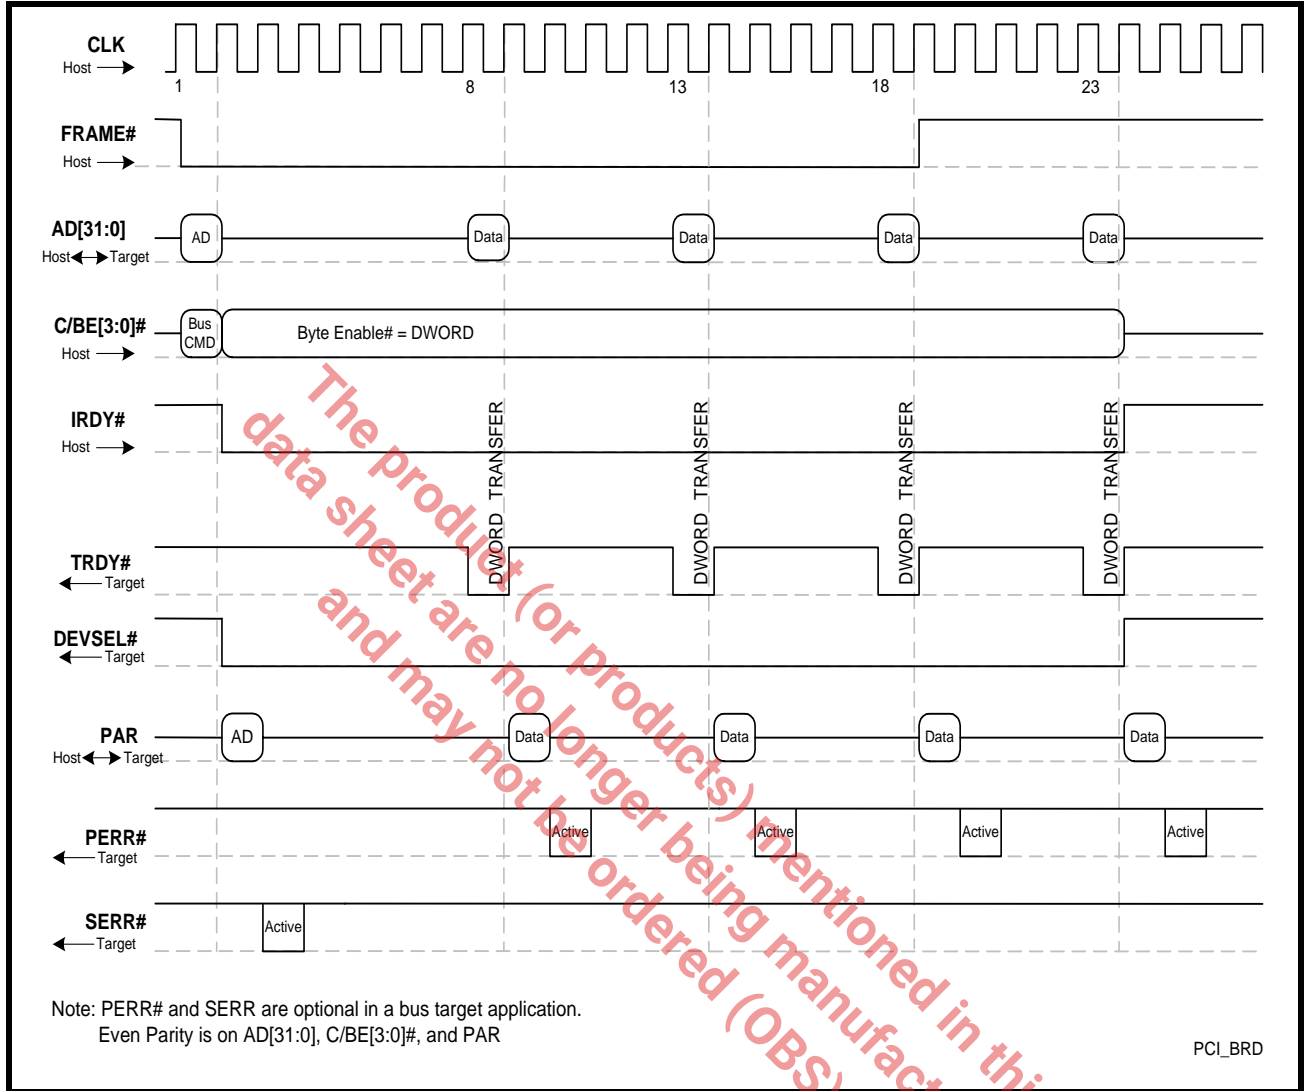 CLK
Host
1 8 13 18 23
FRAME#
Host
AD[31:0]
Host Target
AD Data Data Data Data
C/BE[3:0]#
Host
Bus
CMD
Byte Enable# = DWORD
IRDY#
Host
DWORD TRANSFER
DWORD TRANSFER
DWORD TRANSFER
DWORD TRANSFER
TRDY#
Target
DEVSEL#
Target
PAR
Host Target
AD Data Data Data Data
PERR#
Target
Active Active Active Active
SERR#
Target
Active
Note: PERR# and SERR are optional in a bus target application.
Even Parity is on AD[31:0], C/BE[3:0]#, and PAR
PCI_BRD
The product (or products) mentioned in this
data sheet are no longer being manufact
and may not be ordered (OBS)